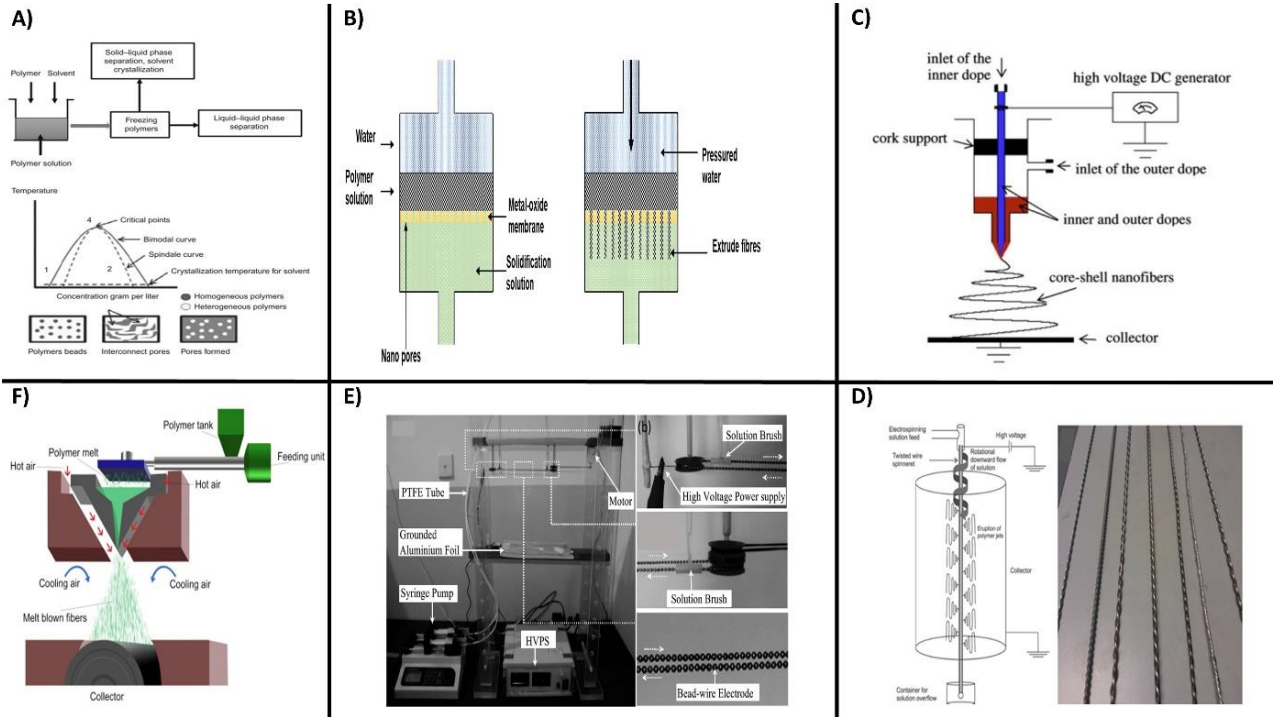 A)
Solid–liquid phase
separation, solvent
crystallization
Polymer Solvent
Freezing
polymers
Liquid–liquid phase
separation
Polymer solution
Temperature
4
Critical points
Bimodal curve
Spindale curve
1
2
Crystallization temperature for solvent
Concentration gram per liter
Homogeneous polymers
Heterogeneous polymers
Polymers beads
Interconnect pores
Pores formed
B)
Water
Polymer
solution
Metal-oxide
membrane
Solidification
solution
Nano pores
Pressured
water
Extrude fibres
C)
inlet of the
inner dope
high voltage DC generator
cork support
inlet of the outer dope
inner and outer dopes
core-shell nanofibers
collector
F)
Polymer tank
Polymer melt
Feeding unit
Hot air
Hot air
Cooling air
Cooling air
Melt blown fibers
Collector
E)
(b)
Solution Brush
High Voltage Power supply
PTFE Tube
Motor
Grounded
Aluminium Foil
Solution Brush
Syringe Pump
HVPS
Bead-wire Electrode
D)
Electrospinning
solution feed
High voltage
Twisted wire
spinneret
Rotational
downward flow
of solution
Eruption of
polymer jets
Collector
Container for
solution overflow